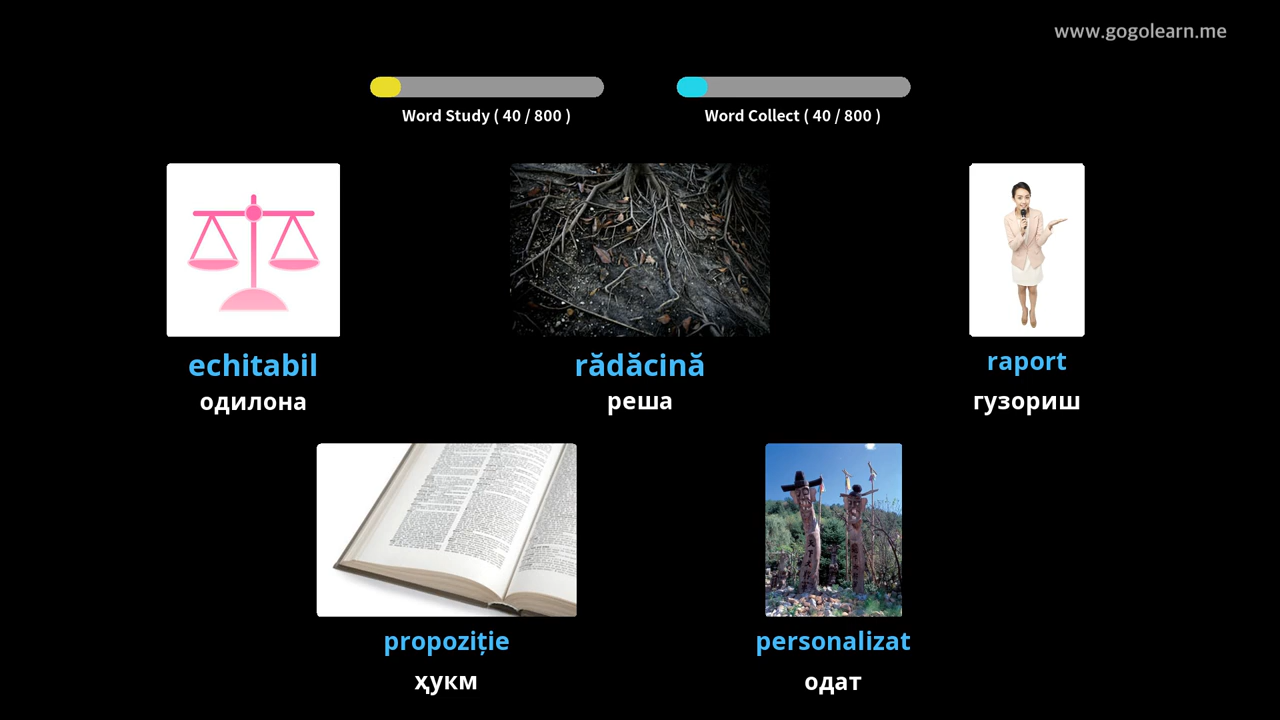 www.gogolearn.me
Word Study ( 40 / 800 )
Word Collect ( 40 / 800 )
echitabil
одилона
rădăcină
реша
raport
гузориш
propoziție
ҳукм
personalizat
одат